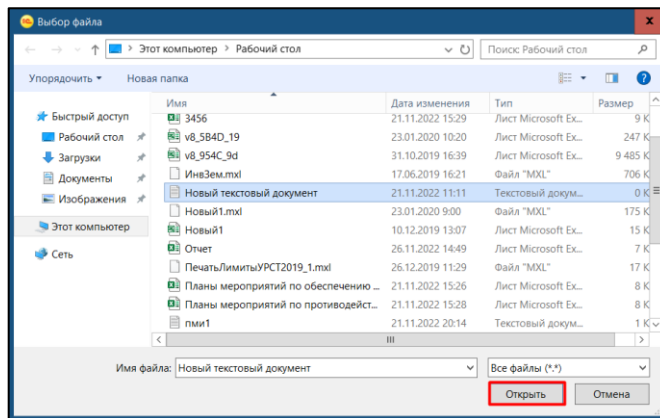 Выбор файла
Этот компьютер > Рабочий стол
Поиск: Рабочий стол
Упорядочить Новая папка
Имя Дата изменения Тип Размер
Быстрый доступ
Рабочий стол
Загрузки
Документы
Изображения
Этот компьютер
Сеть
3456 21.11.2022 15:29 Лист Microsoft Ex... 9 К
v8_5B4D_19 23.01.2020 10:20 Лист Microsoft Ex... 247 К
v8_954C_9d 31.10.2019 16:39 Лист Microsoft Ex... 9 485 К
ИнвЗем.mxl 17.06.2019 16:21 Файл "MXL" 706 К
Новый текстовый документ 21.11.2022 11:11 Текстовый докум... 0 К
Новый1.mxl 23.01.2020 9:00 Файл "MXL" 175 К
Новый1 10.12.2019 13:07 Лист Microsoft Ex... 15 К
Отчет 26.11.2022 14:49 Лист Microsoft Ex... 7 К
ПечатьЛимитыУРСТ2019_1.mxl 26.12.2019 11:29 Файл "MXL" 17 К
Планы мероприятий по обеспечению ... 21.11.2022 15:26 Лист Microsoft Ex... 8 К
Планы мероприятий по противодейст... 21.11.2022 15:28 Лист Microsoft Ex... 8 К
пми1 21.11.2022 20:14 Текстовый докум... 1 К
Имя файла: Новый текстовый документ Все файлы (*.*)
Открыть Отмена